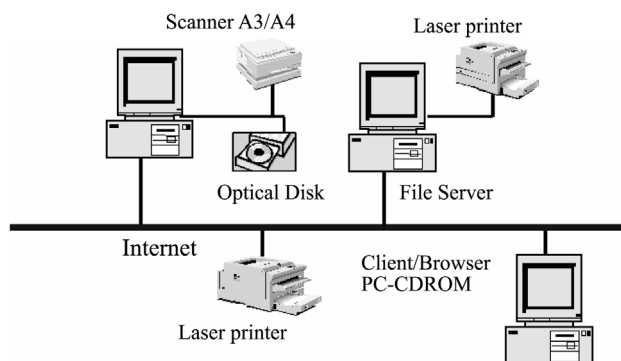 Scanner A3/A4
Laser printer
Optical Disk
File Server
Internet
Client/Browser
PC-CDROM
Laser printer